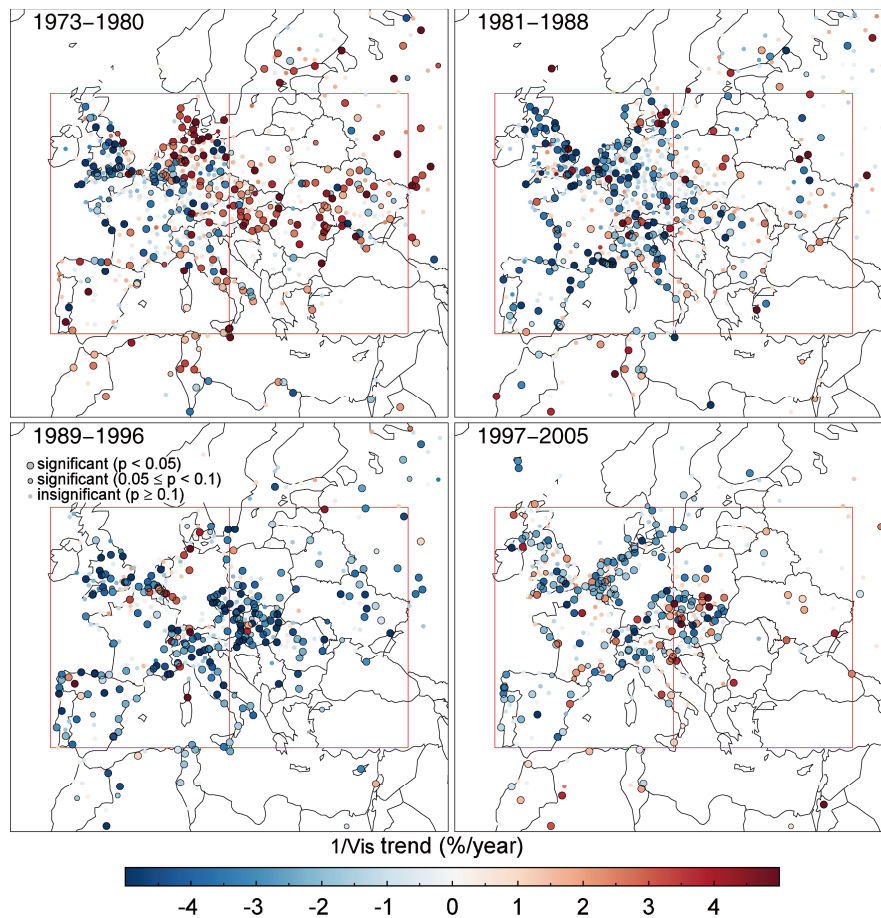 1973−1980
1981−1988
1989−1996
significant (p < 0.05)
significant (0.05 ≤ p < 0.1)
insignificant (p ≥ 0.1)
1997−2005
1/Vis trend (%/year)
-4 -3 -2 -1 0 1 2 3 4